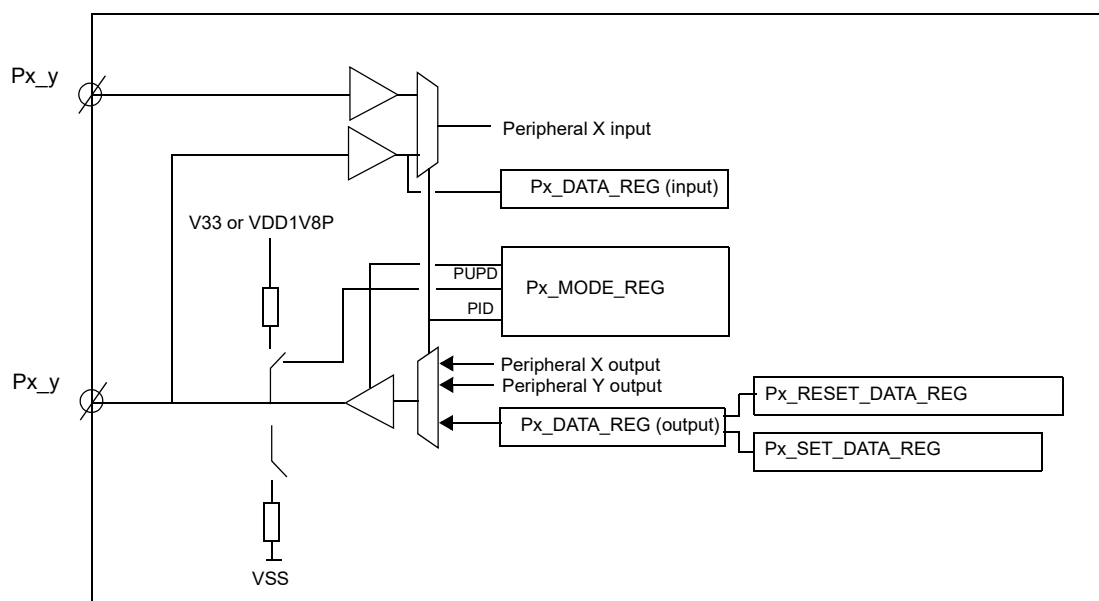 Px_y
Peripheral X input
Px_DATA_REG (input)
V33 or VDD1V8P
PUPD
Px_MODE_REG
PID
Peripheral X output
Px_y
Peripheral Y output
Px_RESET_DATA_REG
Px_DATA_REG (output)
Px_SET_DATA_REG
VSS